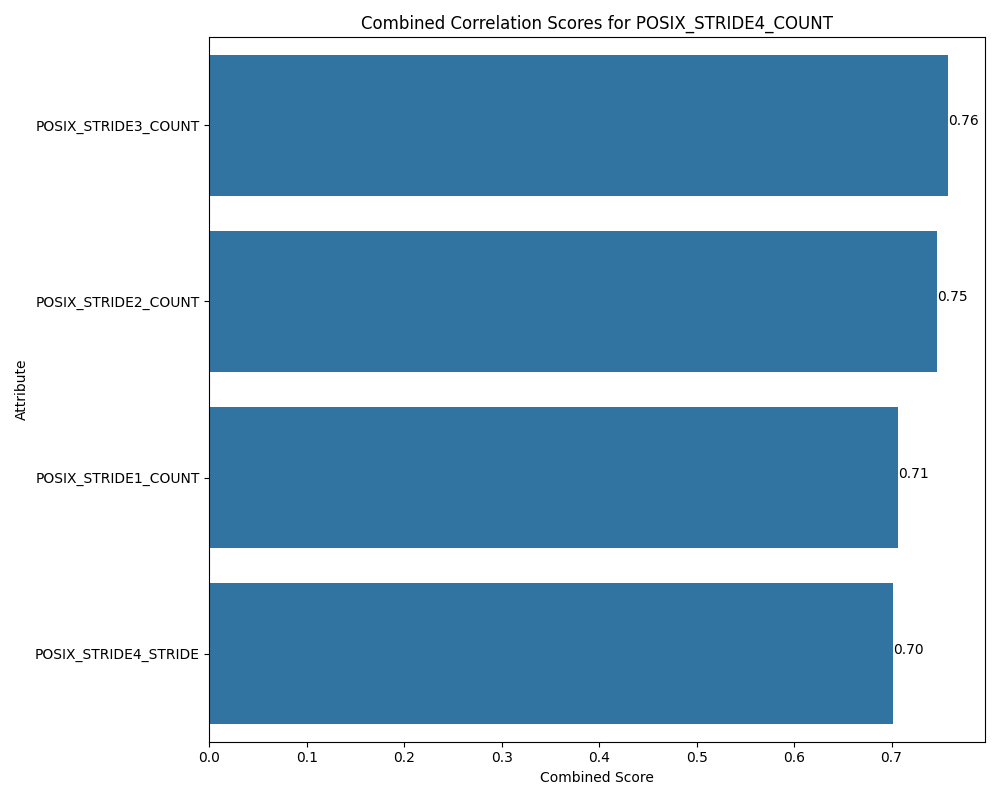 Combined Correlation Scores for POSIX_STRIDE4_COUNT
POSIX_STRIDE3_COUNT
0.76
POSIX_STRIDE2_COUNT
0.75
Attribute
POSIX_STRIDE1_COUNT
0.71
POSIX_STRIDE4_STRIDE
0.70
0.0 0.1 0.2 0.3 0.4 0.5 0.6 0.7
Combined Score